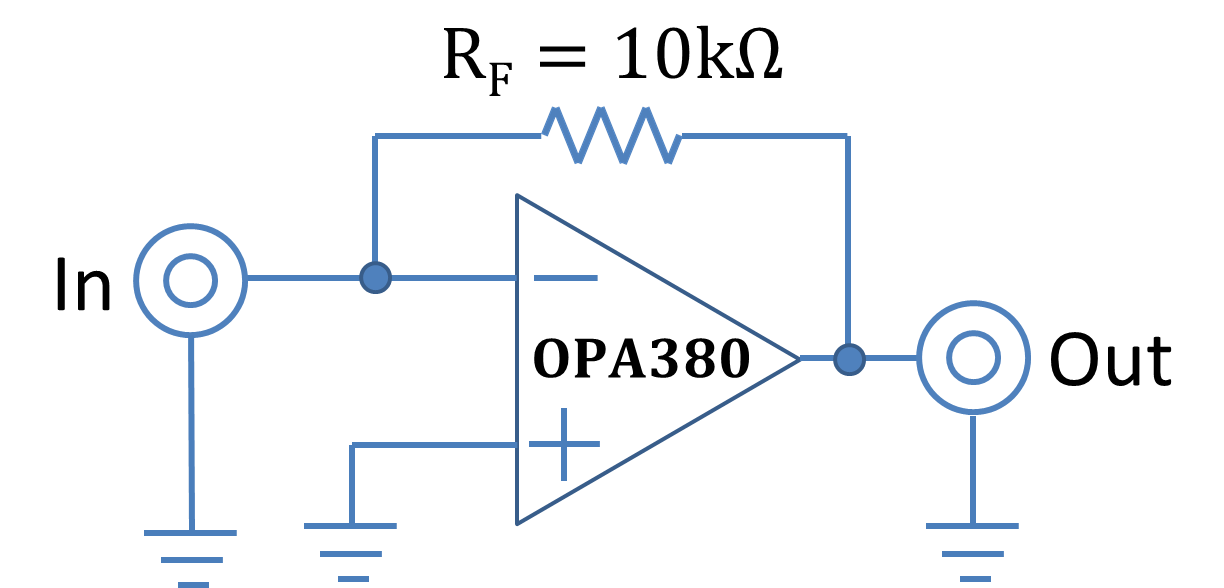 R_F = 10kΩ
In
OPA380
Out